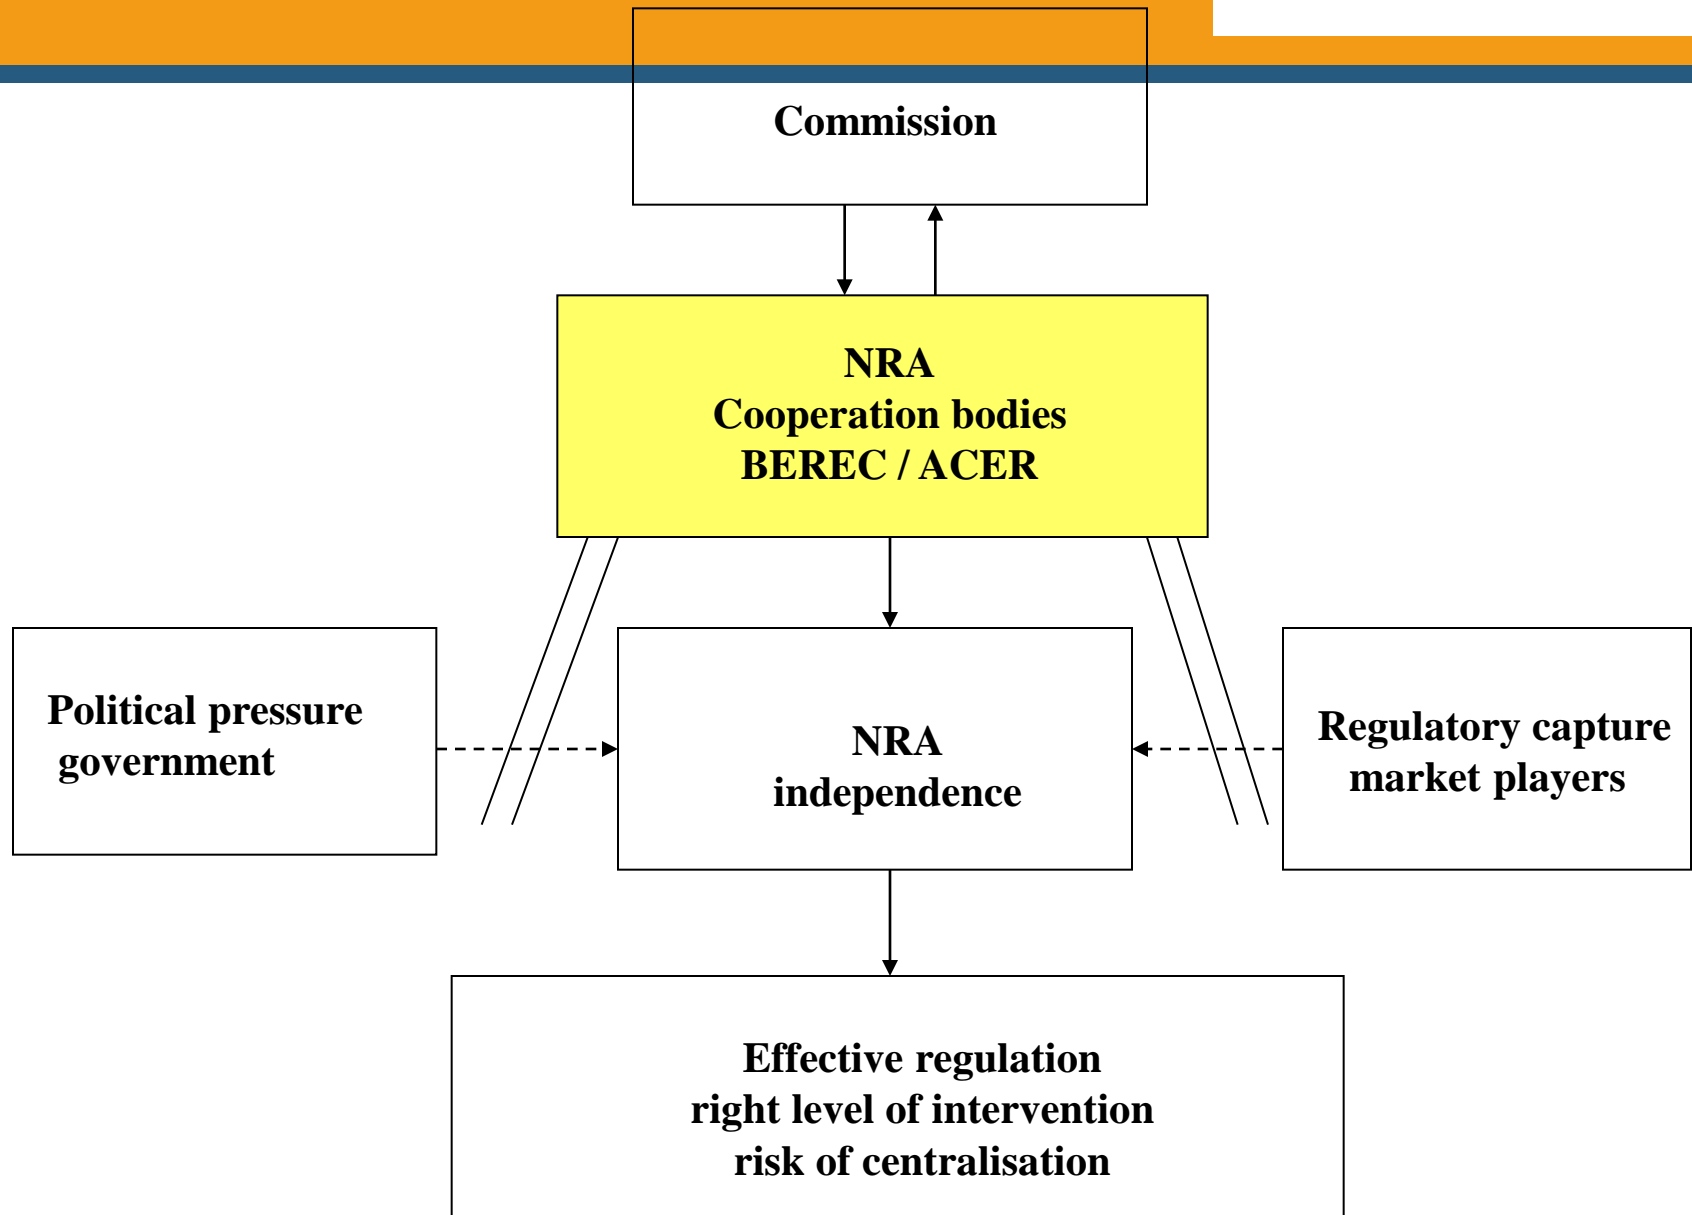 Commission
NRA
Cooperation bodies
BEREC / ACER
Political pressure
government
NRA
independence
Regulatory capture
market players
Effective regulation
right level of intervention
risk of centralisation